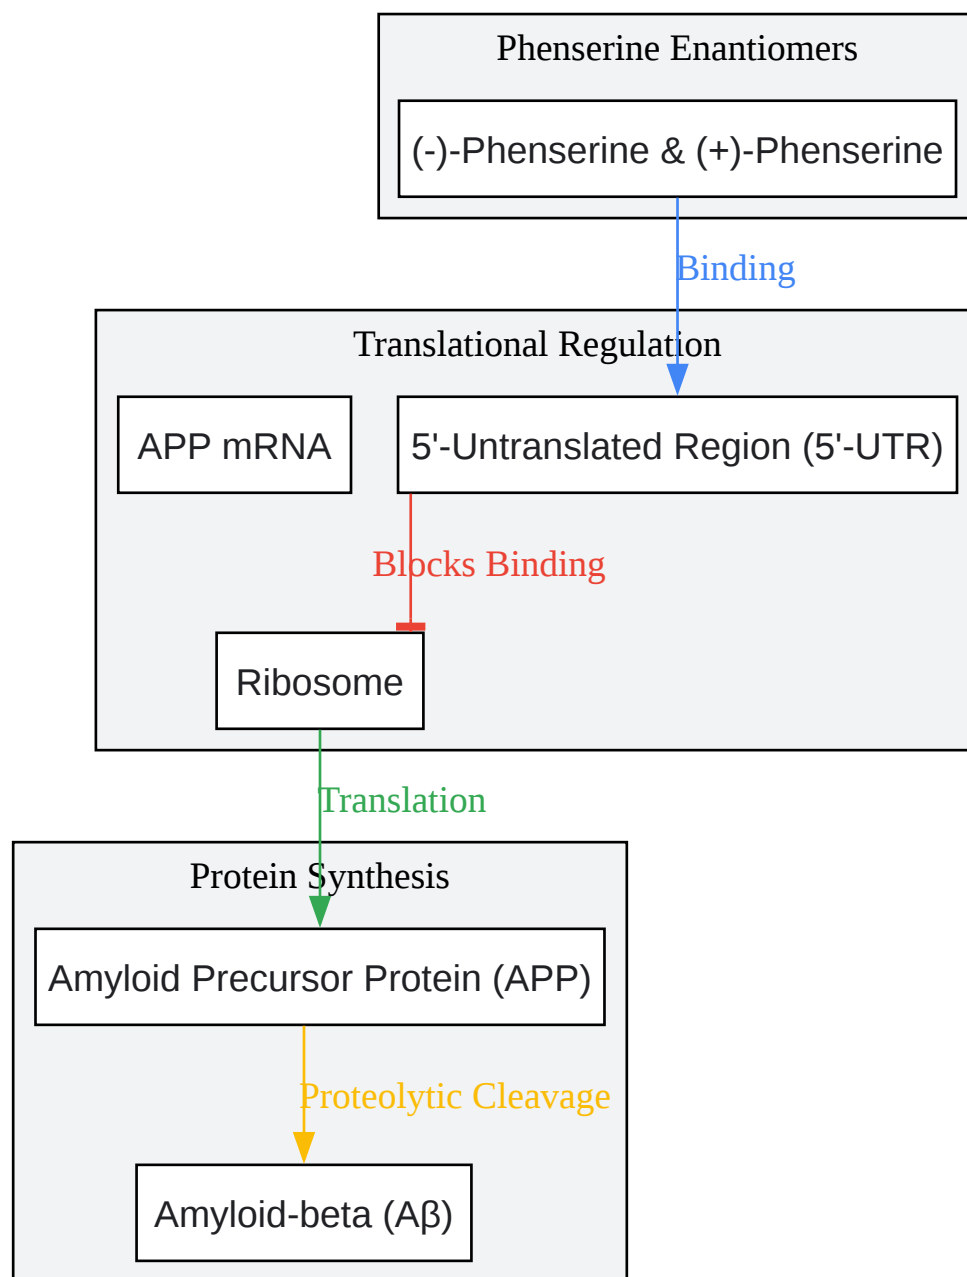 Phenserine Enantiomers
(-)-Phenserine & (+)-Phenserine
Binding
Translational Regulation
APP mRNA
5'-Untranslated Region (5'-UTR)
Blocks Binding
Ribosome
Translation
Protein Synthesis
Amyloid Precursor Protein (APP)
Proteolytic Cleavage
Amyloid-beta (Aβ)